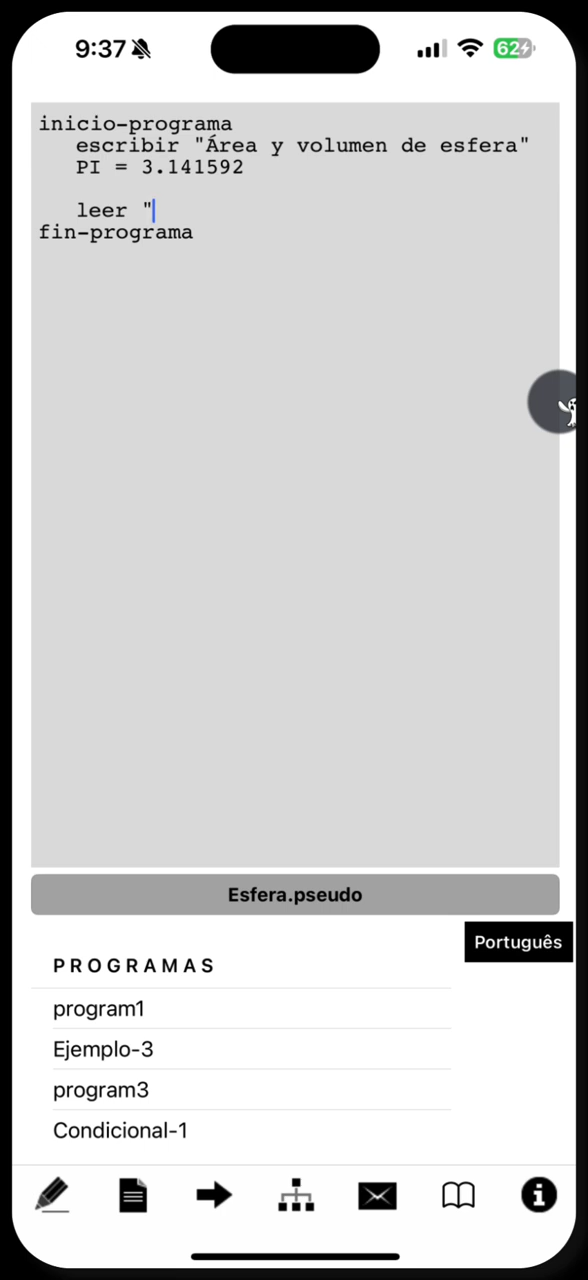 9:37
62
inicio-programa
escribir "Área y volumen de esfera"
PI = 3.141592
leer "
fin-programa
Esfera.pseudo
Português
PROGRAMAS
program1
Ejemplo-3
program3
Condicional-1